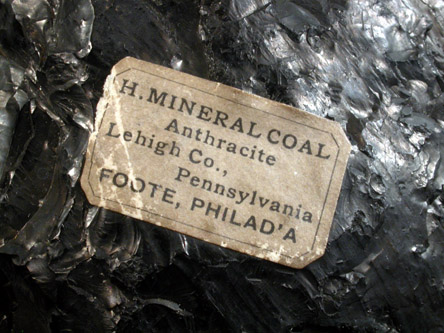 H. MINERAL COAL
Anthracite
Lehigh Co.,
Pennsylvania
FOOTE, PHILAD'A